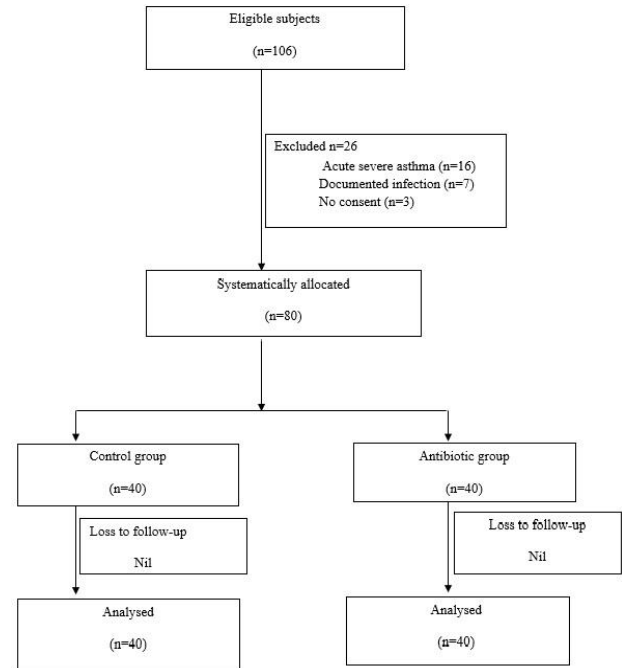 Eligible subjects
(n=106)
Excluded n=26
Acute severe asthma (n=16)
Documented infection (n=7)
No consent (n=3)
Systematically allocated
(n=80)
Control group
(n=40)
Antibiotic group
(n=40)
Loss to follow-up
Nil
Loss to follow-up
Nil
Analysed
(n=40)
Analysed
(n=40)